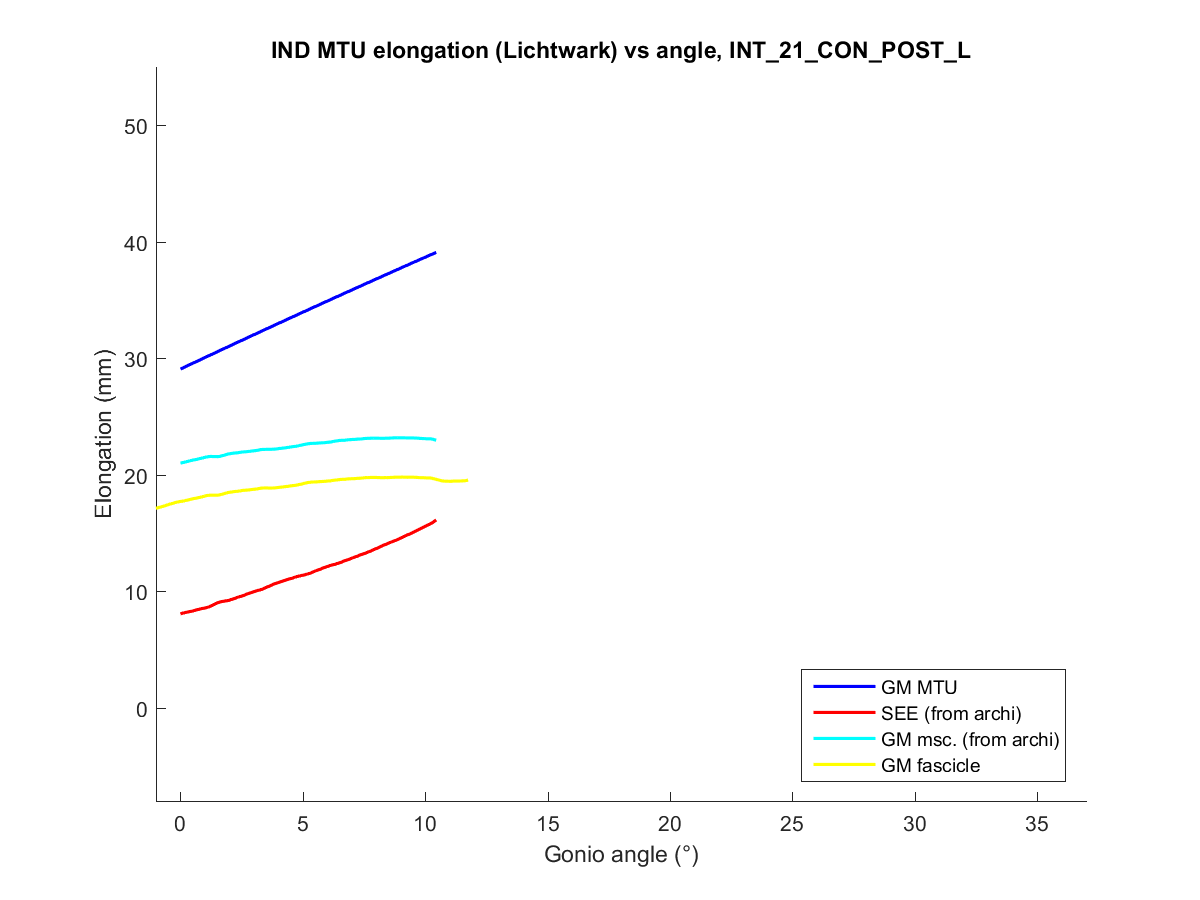 IND MTU elongation (Lichtwark) vs angle, INT_21_CON_POST_L
50
40
30
20
10
0
Elongation (mm)
0 5 10 15 20 25 30 35
Gonio angle (°)
GM MTU
SEE (from archi)
GM msc. (from archi)
GM fascicle